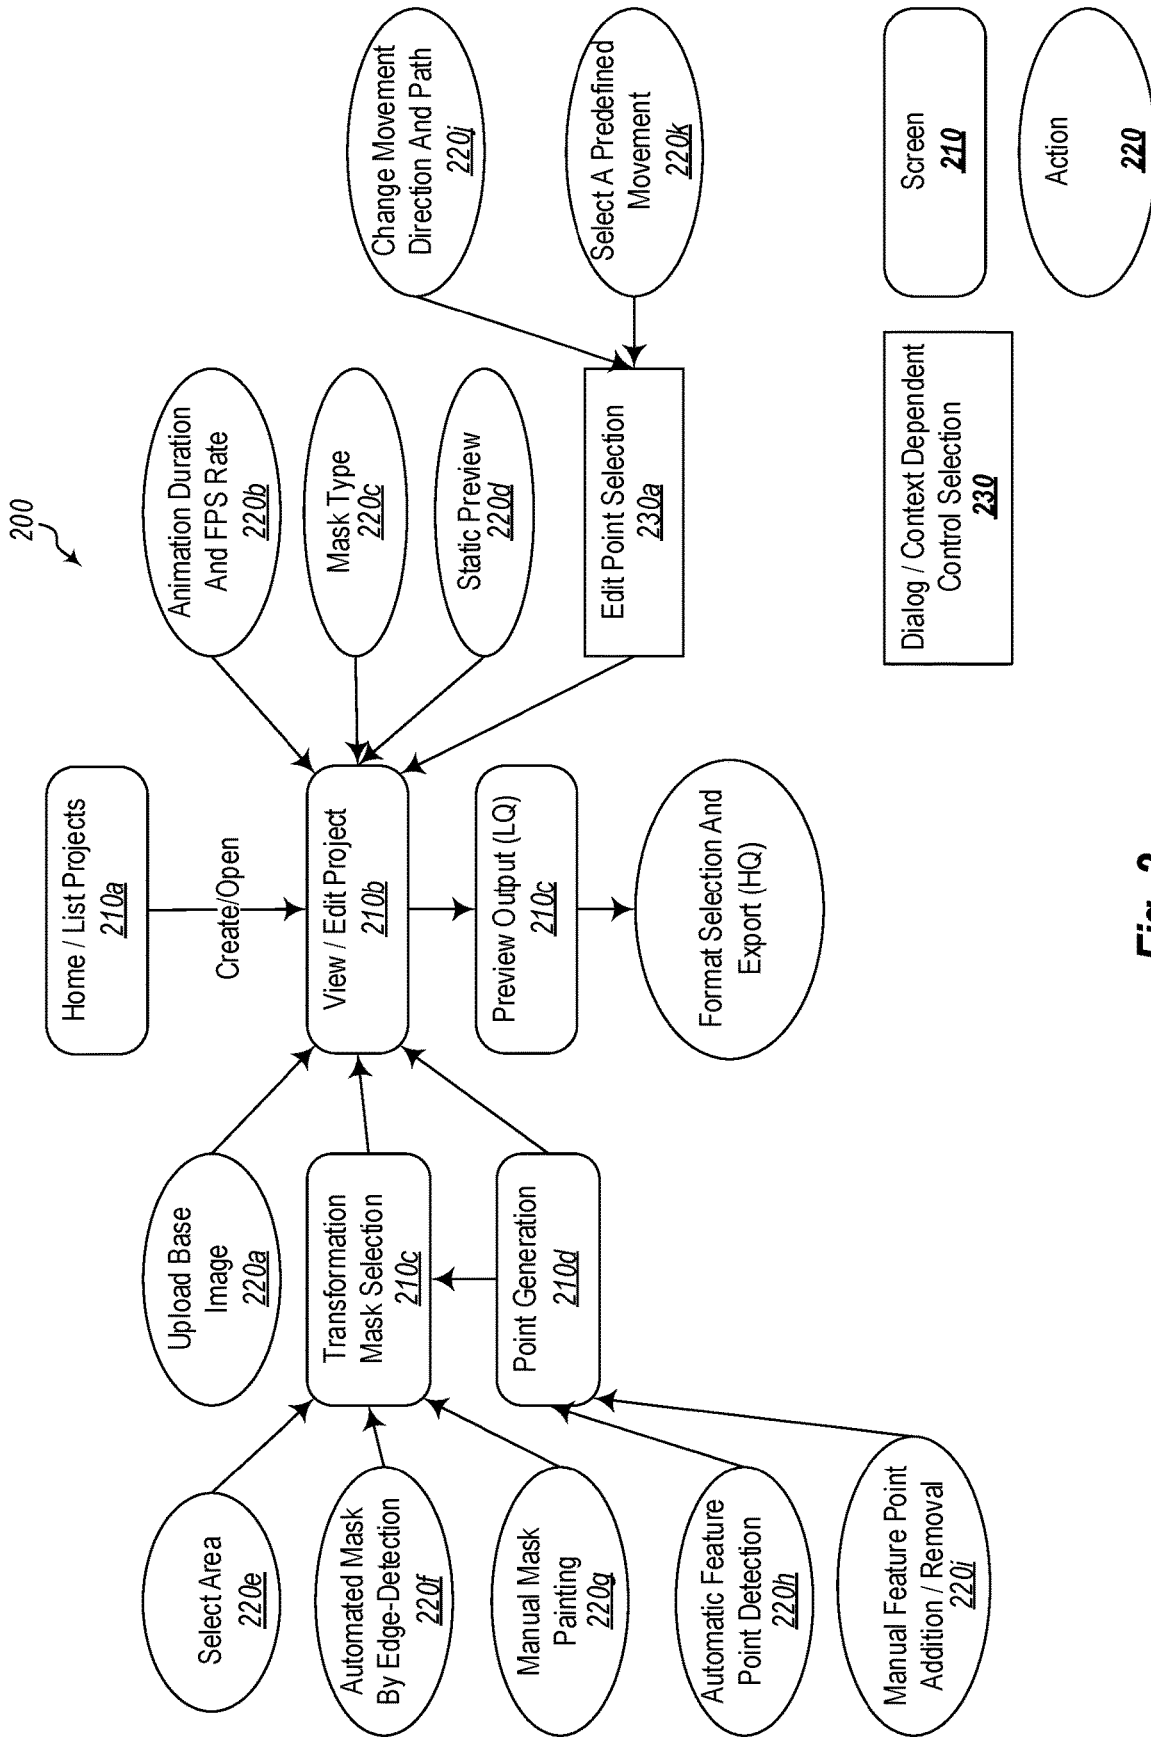 200
Home / List Projects
210a
Create/Open
Upload Base
Image
220a
View / Edit Project
210b
Animation Duration
And FPS Rate
220b
Mask Type
220c
Static Preview
220d
Select Area
220e
Transformation
Mask Selection
210c
Automated Mask
By Edge-Detection
220f
Manual Mask
Painting
220g
Point Generation
210d
Automatic Feature
Point Detection
220h
Manual Feature Point
Addition / Removal
220i
Preview Output (LQ)
210c
Format Selection And
Export (HQ)
Edit Point Selection
230a
Change Movement
Direction And Path
220j
Select A Predefined
Movement
220k
Dialog / Context Dependent
Control Selection
230
Screen
210
Action
220